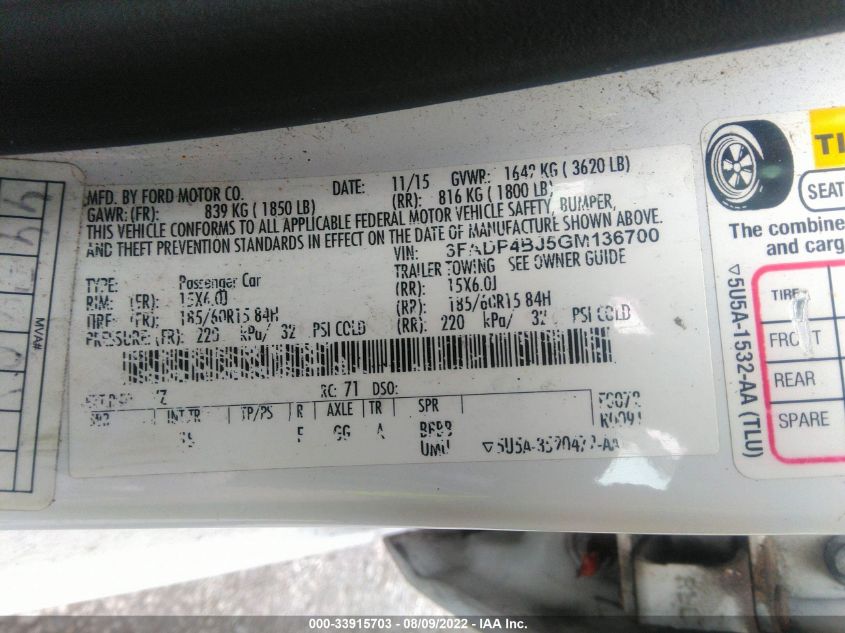 MFD. BY FORD MOTOR CO. DATE: 11/15 GVWR: 1642 KG ( 3620 LB)
GAWR: (FR): 839 KG ( 1850 LB) (RR): 816 KG ( 1800 LB)
THIS VEHICLE CONFORMS TO ALL APPLICABLE FEDERAL MOTOR VEHICLE SAFETY, BUMPER,
AND THEFT PREVENTION STANDARDS IN EFFECT ON THE DATE OF MANUFACTURE SHOWN ABOVE.
VIN: 3FADP4BJ5GM136700
TYPE: Passenger Car TRAILER TOWING SEE OWNER GUIDE
RIM: (FR): 15X6.0J (RR): 15X6.0J
TIRE: (FR): 185/60R15 84H (RR): 185/60R15 84H
PRESSURE: (FR): 220 kPa/ 32 PSI COLD (RR): 220 kPa/ 32 PSI COLD
RC: 71 DSO:
INT TR TP/PS R AXLE TR SPR
UMU
MVA#
TI
SEAT
The combine
and carg
TIRE
FRONT
REAR
SPARE
▽5U5A-1532-AA (TLU)
000-33915703 - 08/09/2022 - IAA Inc.